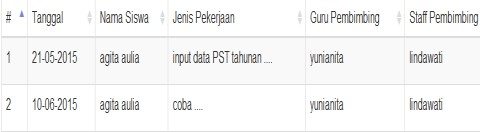 # Tanggal Nama Siswa Jenis Pekerjaan Guru Pembimbing Staff Pembimbing
1 21-05-2015 agita aulia input data PST tahunan .... yunianita lindawati
2 10-06-2015 agita aulia coba .... yunianita lindawati